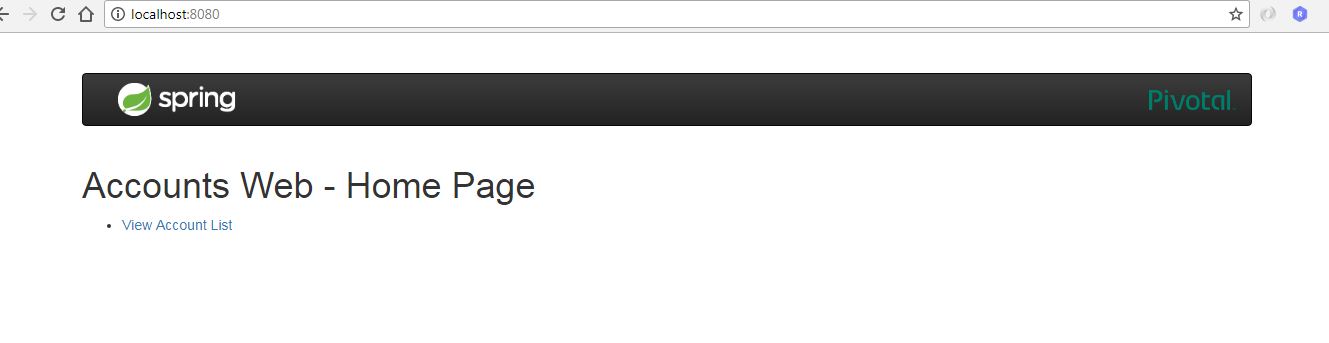 localhost:8080
spring
Pivotal
Accounts Web - Home Page
View Account List